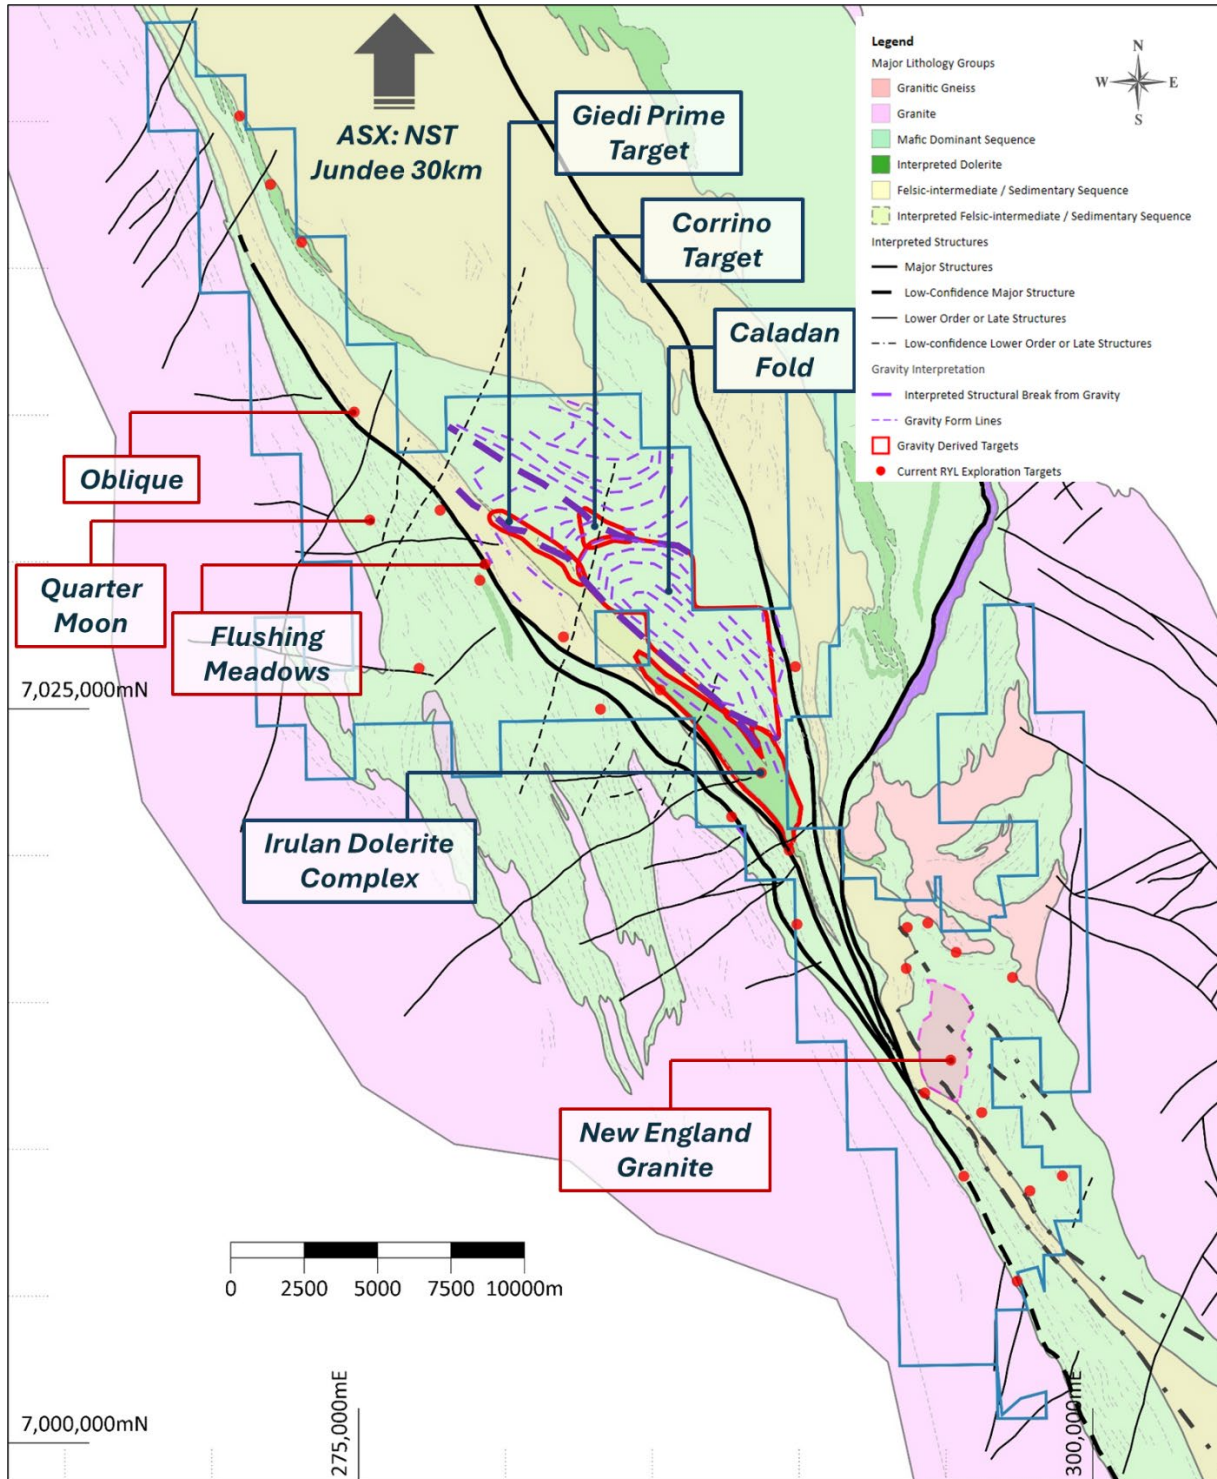 ASX: NST
Jundee 30km
Giedi Prime
Target
Corrino
Target
Caladan
Fold
Legend
Major Lithology Groups
Granitic Gneiss
Granite
Mafic Dominant Sequence
Interpreted Dolerite
Felsic-intermediate / Sedimentary Sequence
Interpreted Felsic-intermediate / Sedimentary Sequence
Interpreted Structures
Major Structures
Low-Confidence Major Structure
Lower Order or Late Structures
Low-confidence Lower Order or Late Structures
Gravity Interpretation
Interpreted Structural Break from Gravity
Gravity Form Lines
Gravity Derived Targets
Current RYL Exploration Targets
N
W E
S
Oblique
Quarter
Moon
Flushing
Meadows
7,025,000mN
Irulan Dolerite
Complex
New England
Granite
0 2500 5000 7500 10000m
7,000,000mN
275,000mE
300,000mE